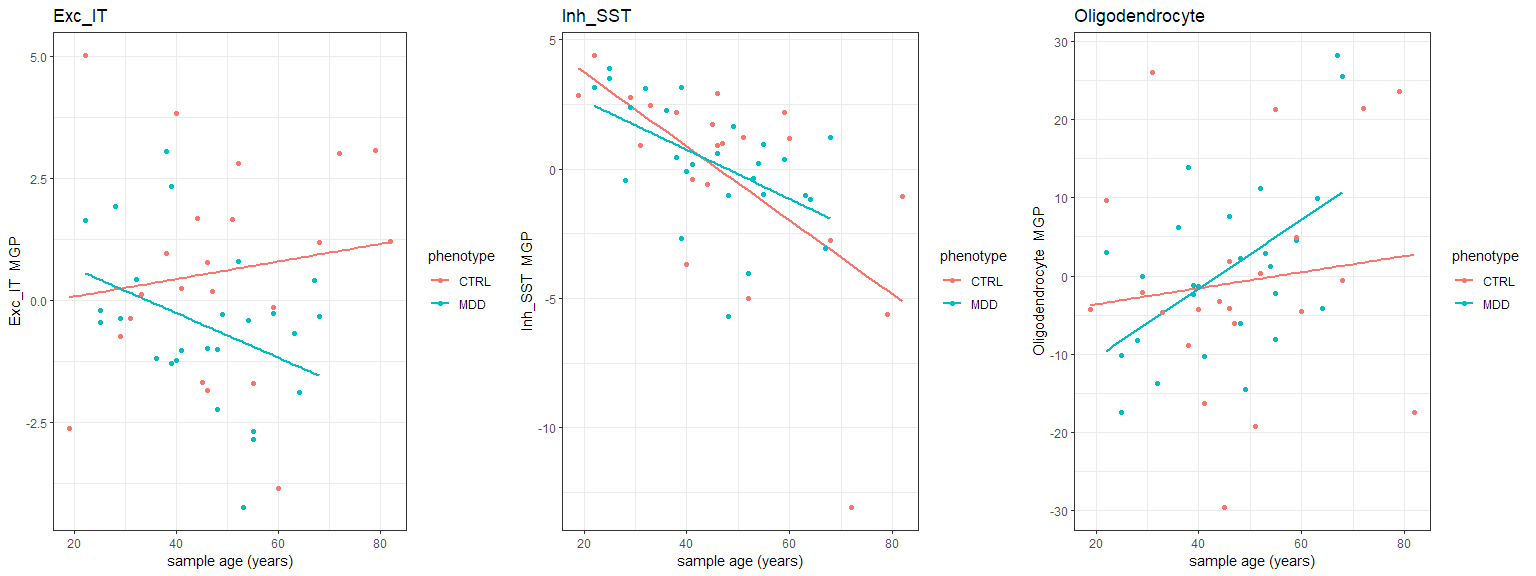 Exc_IT
Exc_IT MGP
5.0
2.5
0.0
-2.5
20 40 60 80
sample age (years)
phenotype
CTRL
MDD
Inh_SST
Inh_SST MGP
5
0
-5
-10
20 40 60 80
sample age (years)
phenotype
CTRL
MDD
Oligodendrocyte
Oligodendrocyte MGP
30
20
10
0
-10
-20
-30
20 40 60 80
sample age (years)
phenotype
CTRL
MDD